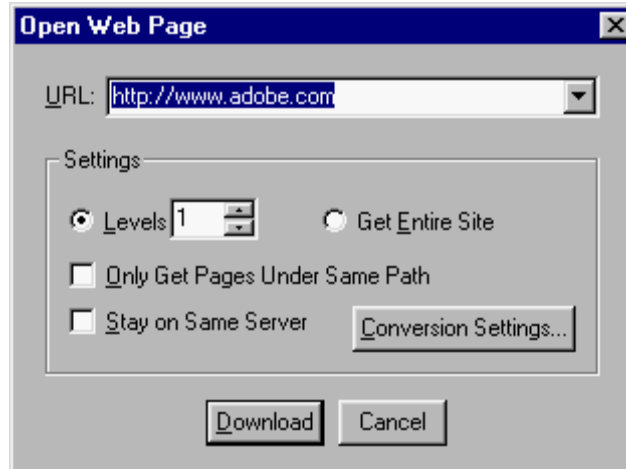 Open Web Page
URL: http://www.adobe.com
Settings
Levels 1 Get Entire Site
Only Get Pages Under Same Path
Stay on Same Server Conversion Settings...
Download Cancel